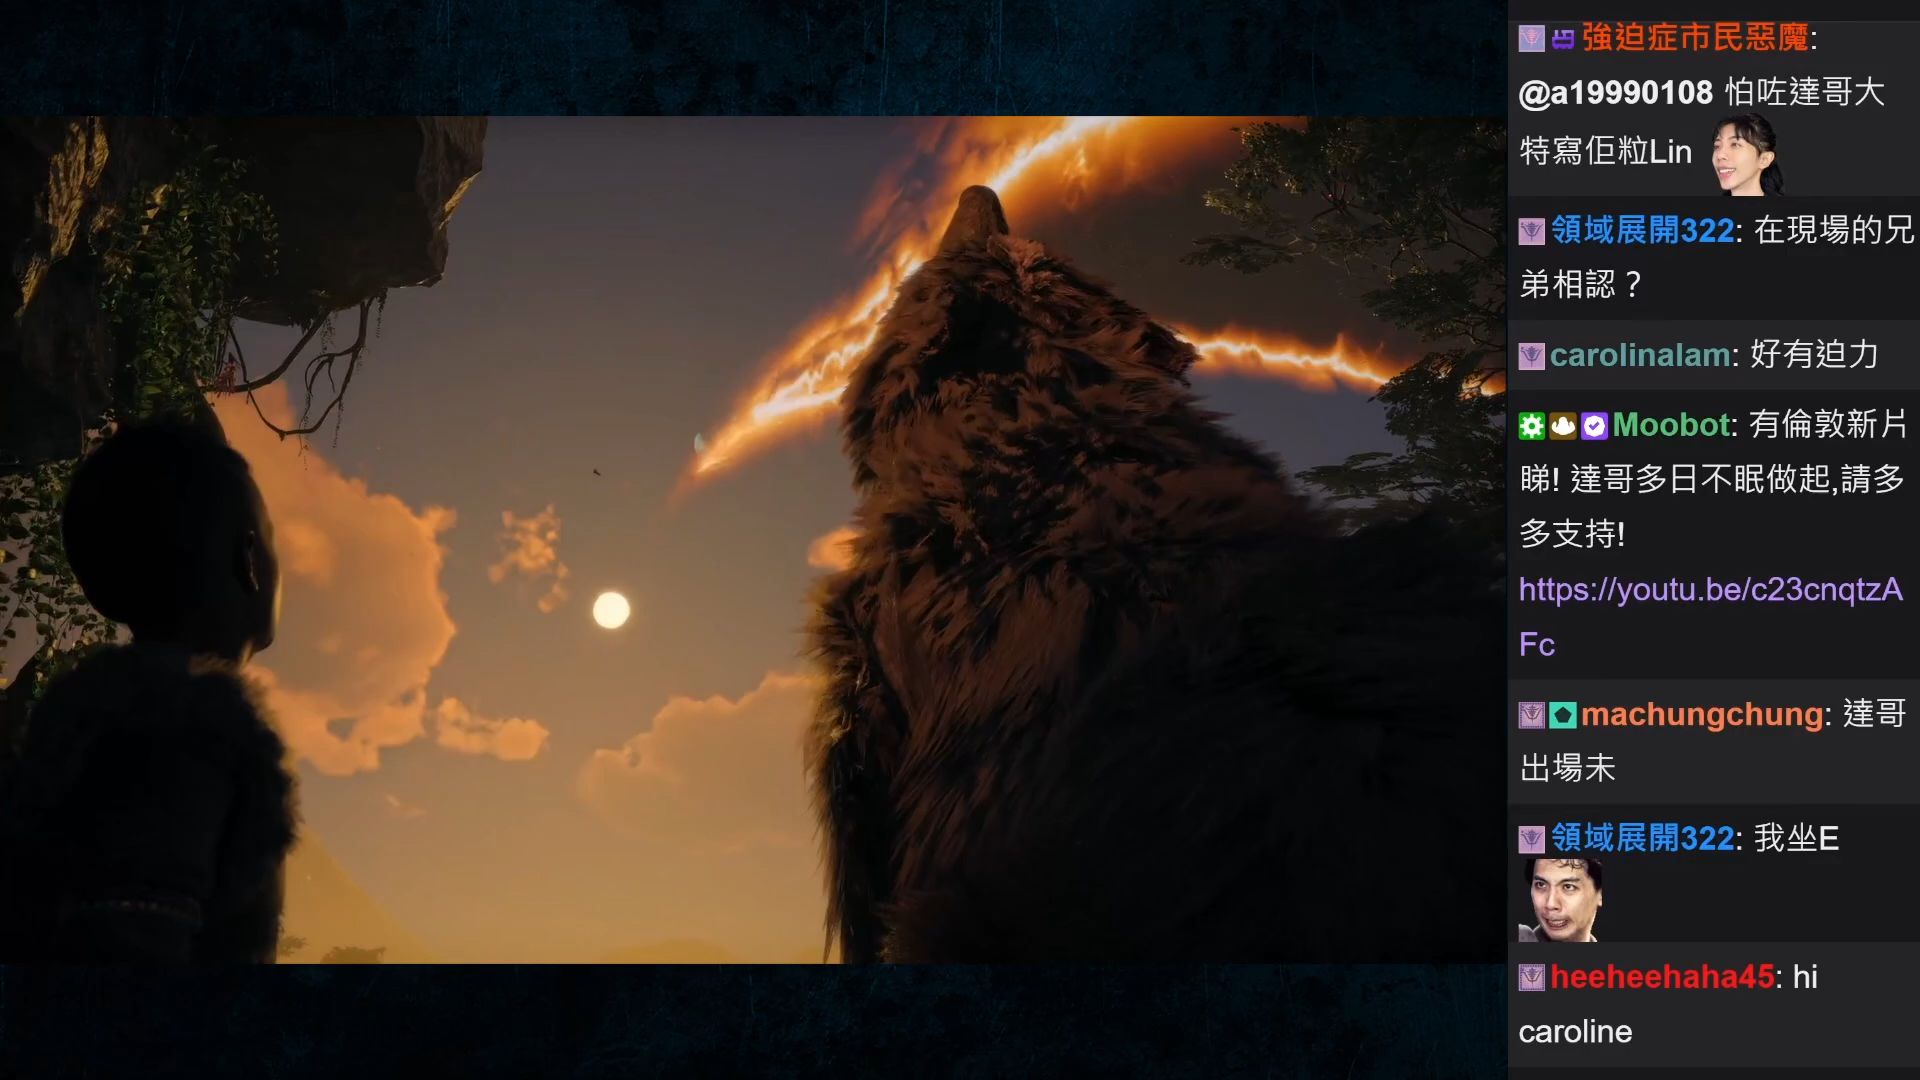 強迫症市民惡魔:
@a19990108 怕咗達哥大
特寫佢粒Lin
領域展開322: 在現場的兄
弟相認？
carolinalam: 好有迫力
Moobot: 有倫敦新片
睇! 達哥多日不眠做起,請多
多支持!
https://youtu.be/c23cnqtzA
Fc
machungchung: 達哥
出場未
領域展開322: 我坐E
heeheehaha45: hi
caroline